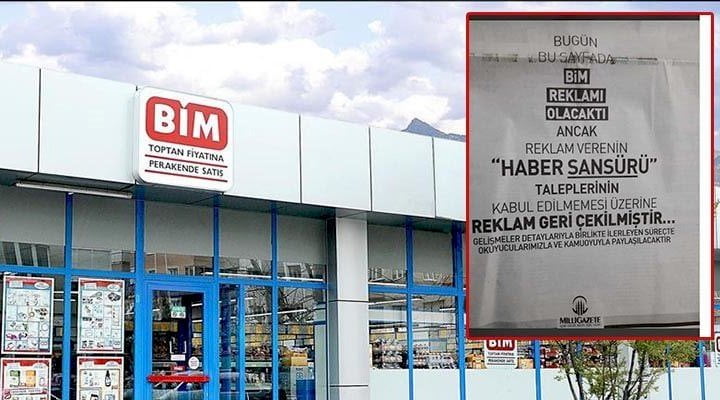 BİM
TOPTAN FİYATINA
PERAKENDE SATIŞ
BUGÜN
BU SAYFADA
BİM
REKLAMI
OLACAKTI
ANCAK
REKLAM VERENİN
“HABER SANSÜRÜ”
TALEPLERİNİN
KABUL EDİLMEMESİ ÜZERİNE
REKLAM GERİ ÇEKİLMİŞTİR...
GELİŞMELER DETAYLARIYLA BİRLİKTE İLERLEYEN SÜREÇTE
OKUYUCULARIMIZLA VE KAMUOYUYLA PAYLAŞILACAKTIR
MİLLİ GAZETE
BİM